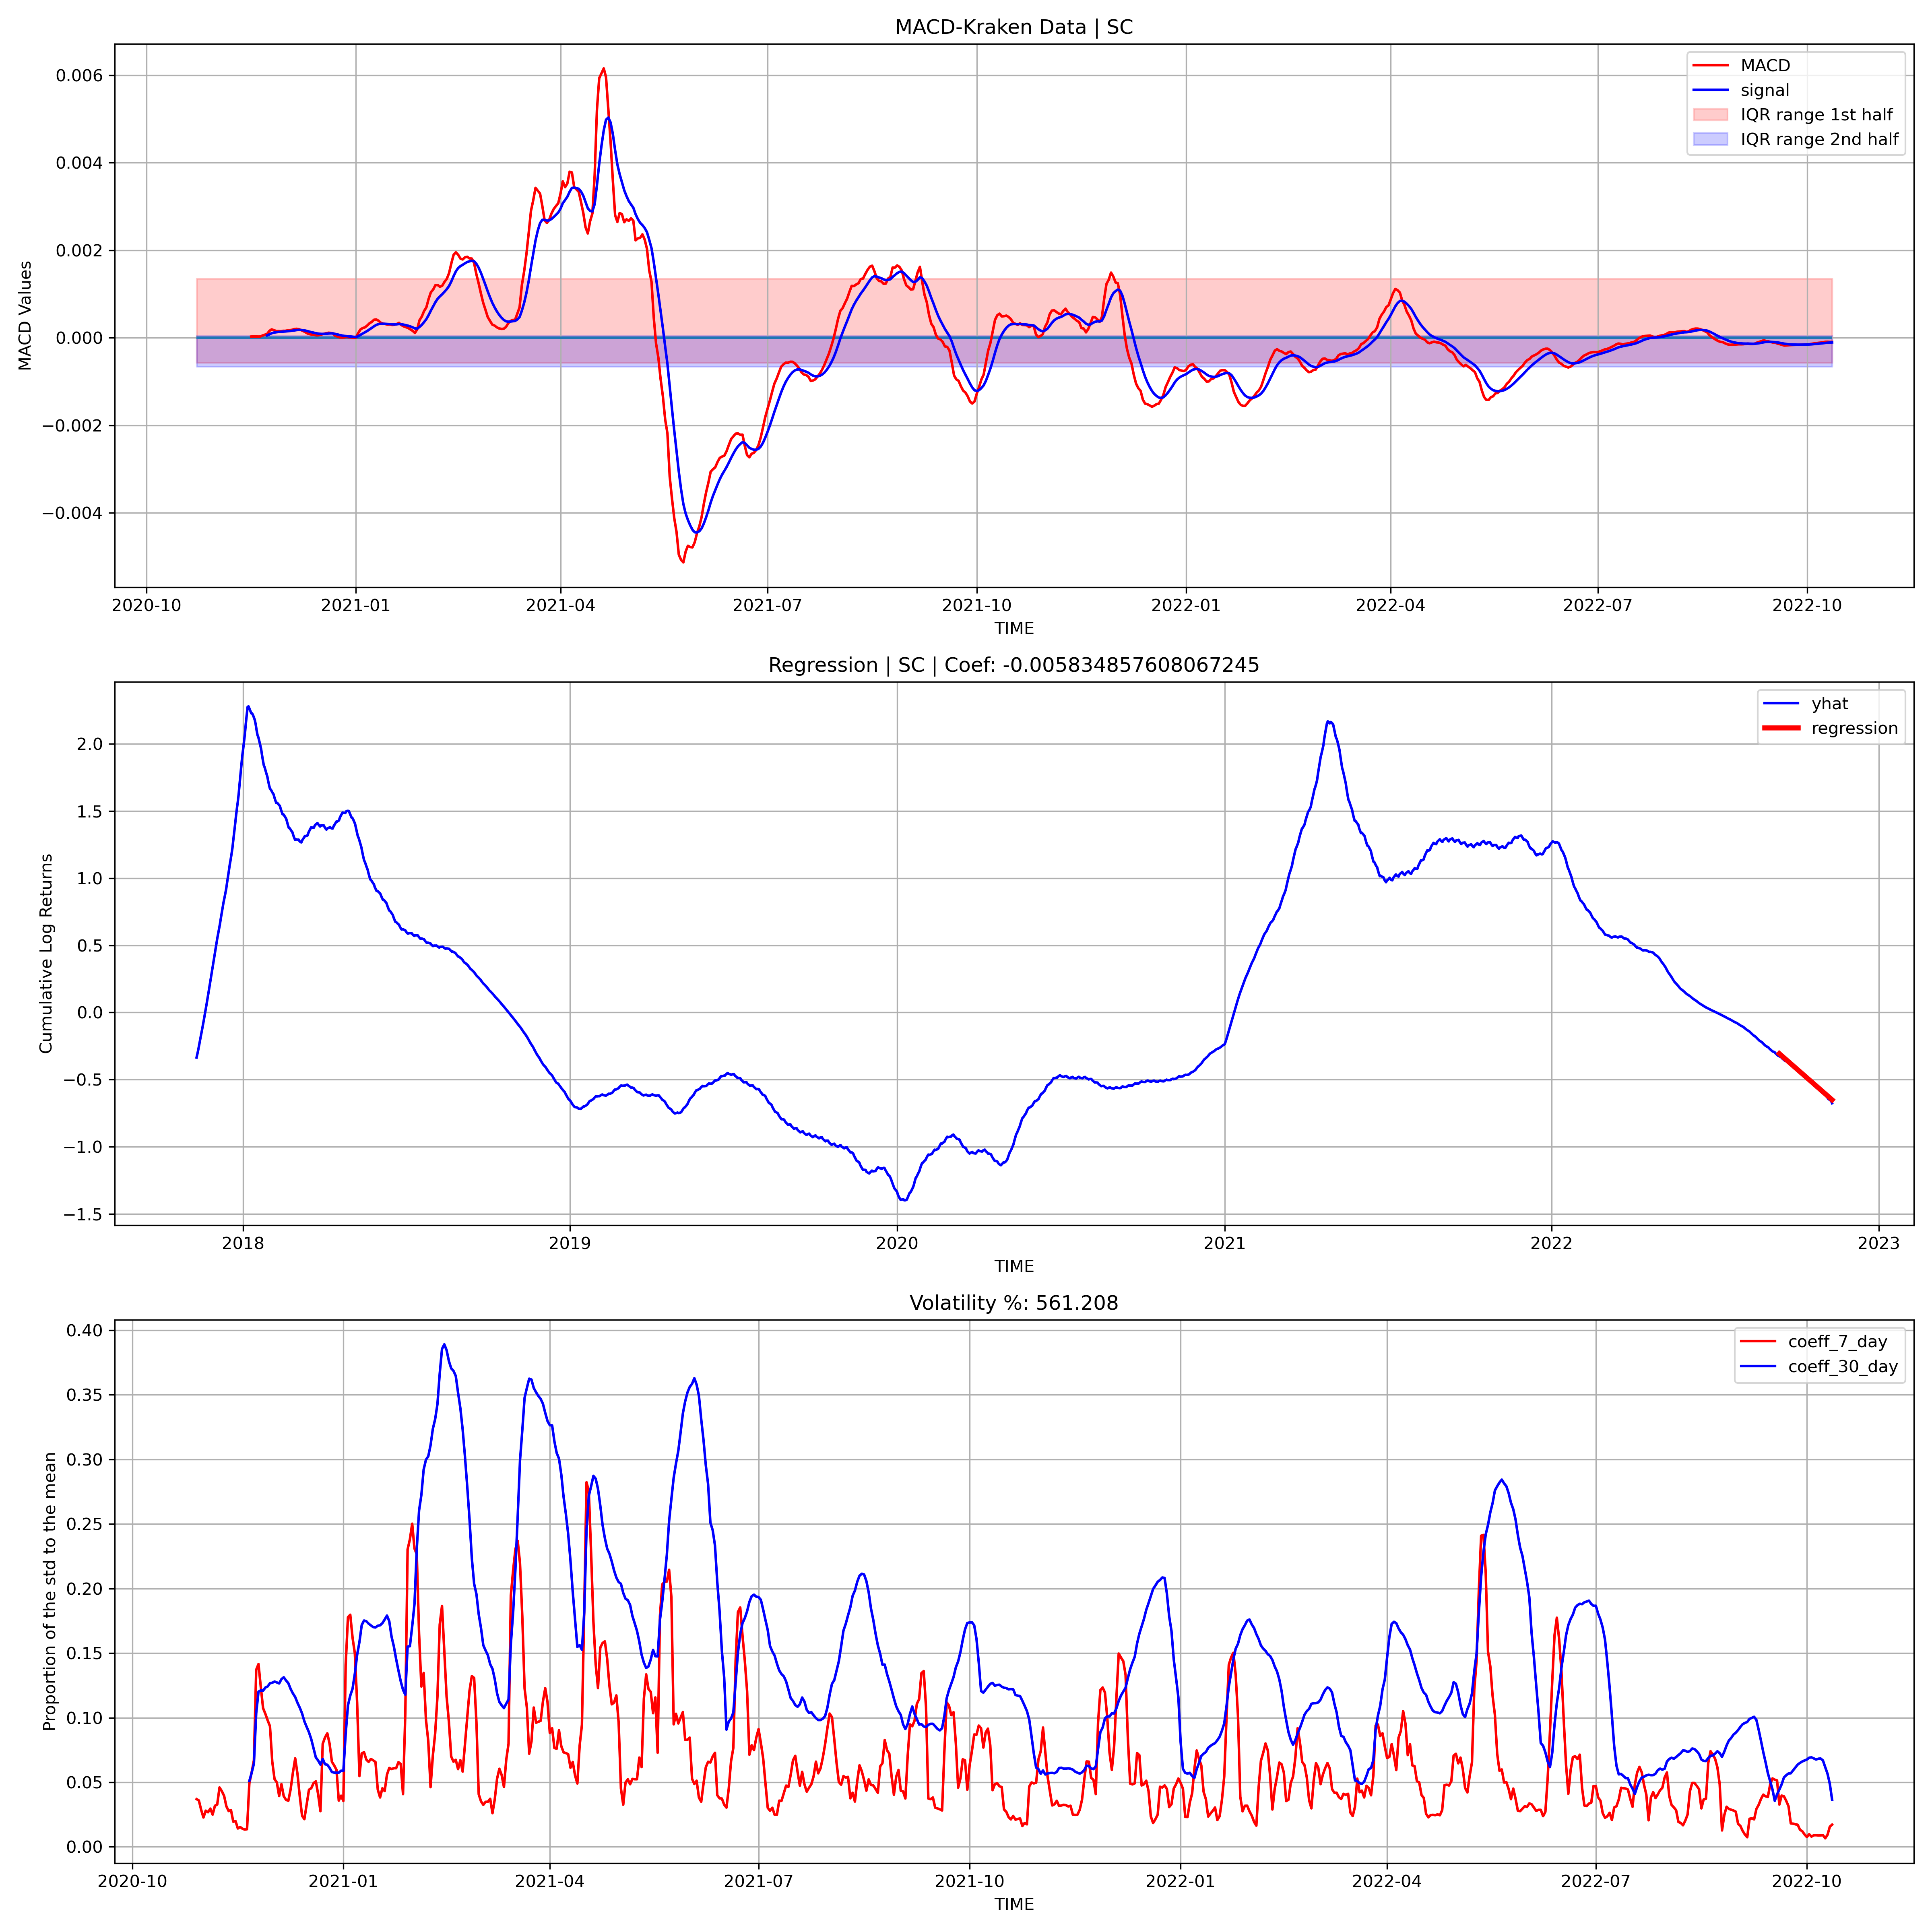 MACD-Kraken Data | SC
MACD
signal
IQR range 1st half
IQR range 2nd half
MACD Values
0.006
0.004
0.002
0.000
−0.002
−0.004
2020-10 2021-01 2021-04 2021-07 2021-10 2022-01 2022-04 2022-07 2022-10
TIME
Regression | SC | Coef: -0.005834857608067245
yhat
regression
Cumulative Log Returns
2.0
1.5
1.0
0.5
0.0
−0.5
−1.0
−1.5
2018 2019 2020 2021 2022 2023
TIME
Volatility %: 561.208
coeff_7_day
coeff_30_day
Proportion of the std to the mean
0.40
0.35
0.30
0.25
0.20
0.15
0.10
0.05
0.00
2020-10 2021-01 2021-04 2021-07 2021-10 2022-01 2022-04 2022-07 2022-10
TIME